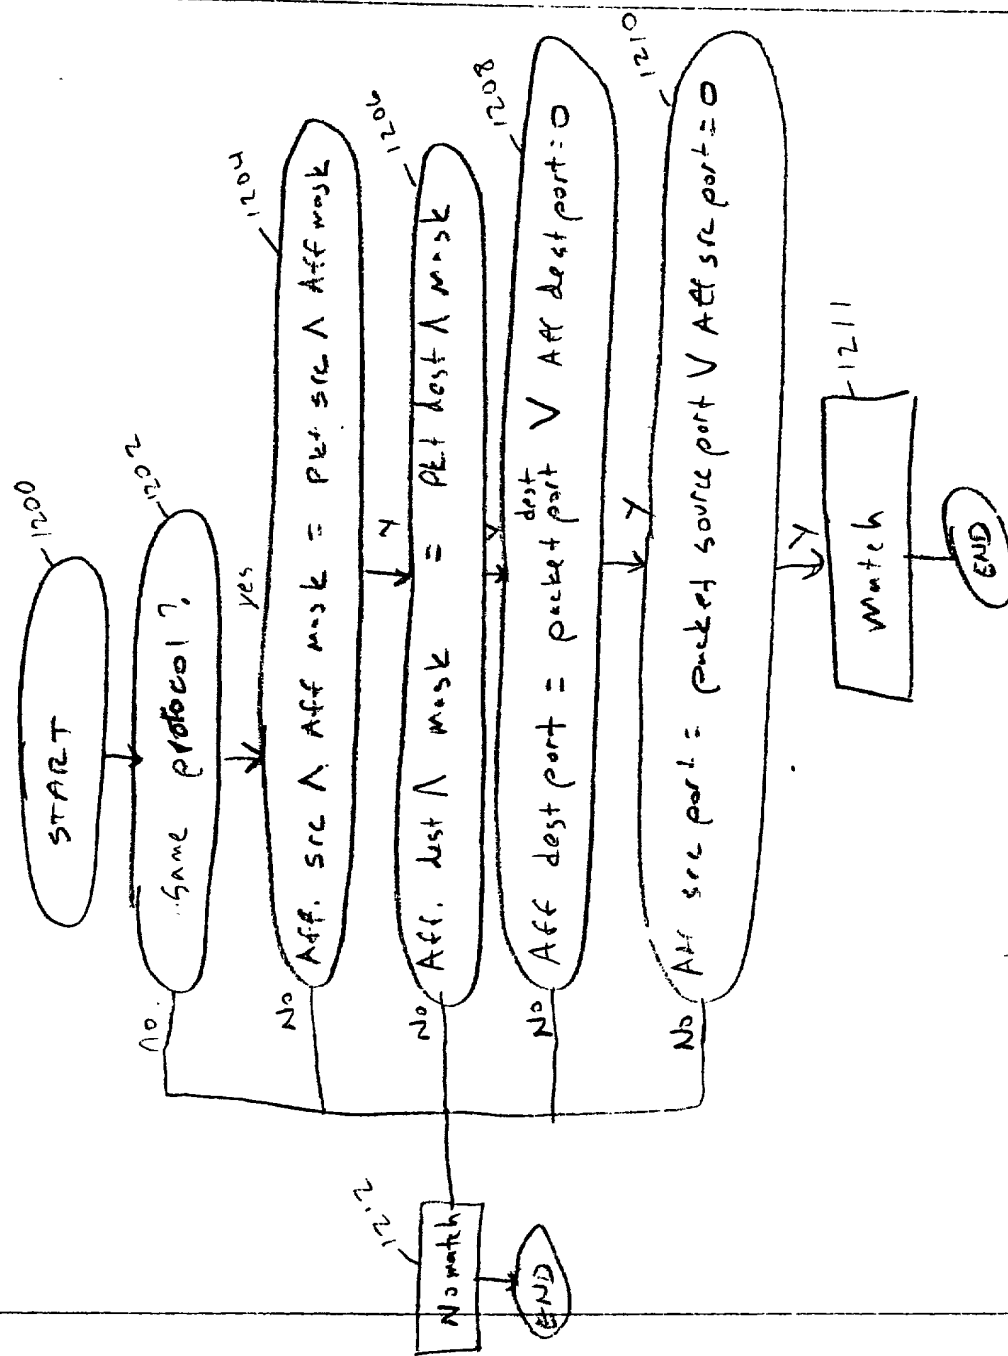 START
1200
Same protocol?
1202
no.
yes
Aff. src Λ Aff mask = Pkt src Λ Aff mask
1204
No
Y
Aff. dest Λ mask = Pkt dest Λ mask
1206
No
Y
Aff dest port = packet dest port V Aff dest port = 0
1208
No
Y
Aff src port = packet source port V Aff src port = 0
1210
No
Y
Match
1211
END
No match
1212
END